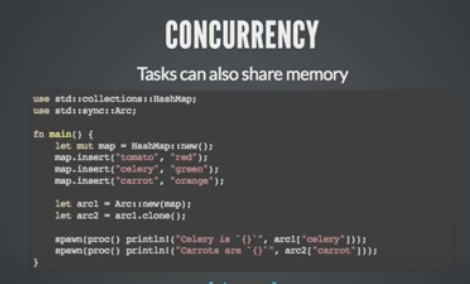 CONCURRENCY
Tasks can also share memory
use std::collections::HashMap;
use std::sync::Arc;
fn main() {
    let mut map = HashMap::new();
    map.insert("tomato", "red");
    map.insert("celery", "green");
    map.insert("carrot", "orange");
    let arc1 = Arc::new(map);
    let arc2 = arc1.clone();
    spawn(proc() println!("Celery is `{}`", arc1["celery"]));
    spawn(proc() println!("Carrots are `{}`", arc2["carrot"]));
}